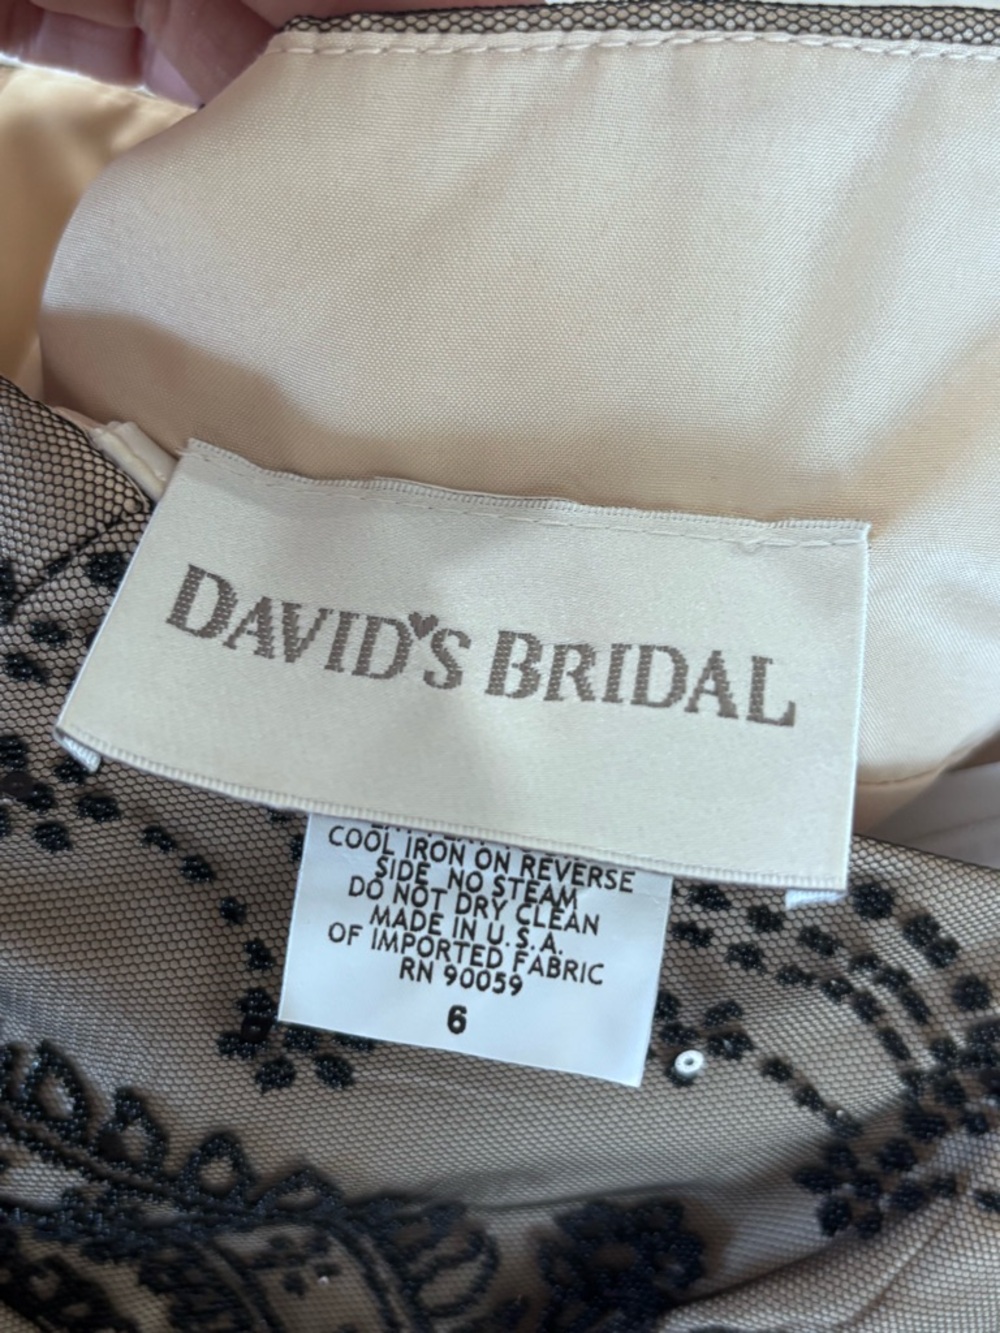 DAVID'S BRIDAL
COOL IRON ON REVERSE
SIDE NO STEAM
DO NOT DRY CLEAN
MADE IN U.S.A.
OF IMPORTED FABRIC
RN 90059
6